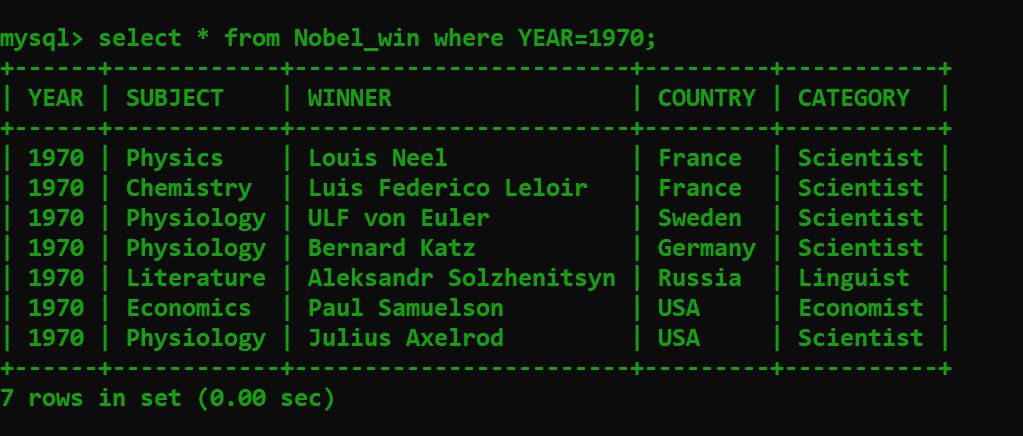 mysql> select * from Nobel_win where YEAR=1970;
+------+------------+------------------------+---------+-----------+
| YEAR | SUBJECT    | WINNER                 | COUNTRY | CATEGORY  |
+------+------------+------------------------+---------+-----------+
| 1970 | Physics    | Louis Neel             | France  | Scientist |
| 1970 | Chemistry  | Luis Federico Leloir   | France  | Scientist |
| 1970 | Physiology | ULF von Euler          | Sweden  | Scientist |
| 1970 | Physiology | Bernard Katz           | Germany | Scientist |
| 1970 | Literature | Aleksandr Solzhenitsyn | Russia  | Linguist  |
| 1970 | Economics  | Paul Samuelson         | USA     | Economist |
| 1970 | Physiology | Julius Axelrod         | USA     | Scientist |
+------+------------+------------------------+---------+-----------+
7 rows in set (0.00 sec)